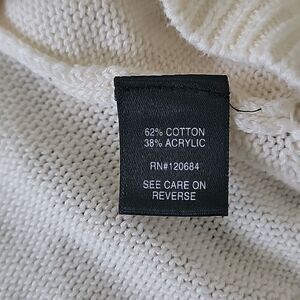 62% COTTON
38% ACRYLIC
RN#120684
SEE CARE ON
REVERSE